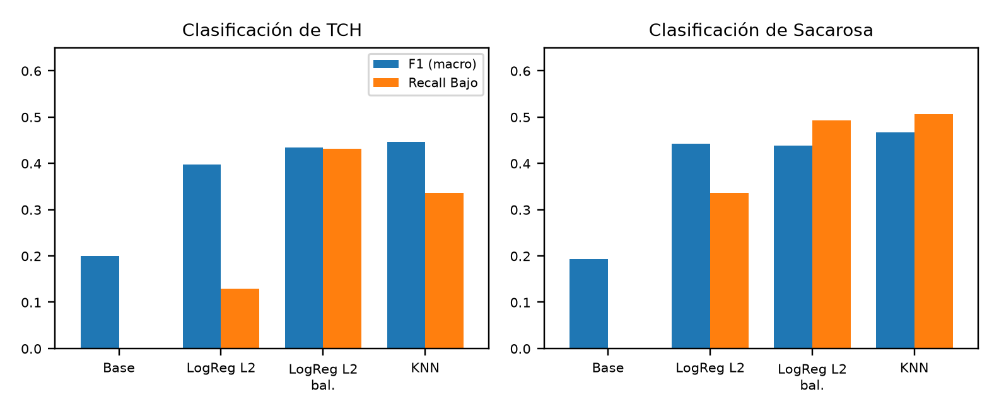 Clasificación de TCH
F1 (macro)
Recall Bajo
0.6
0.5
0.4
0.3
0.2
0.1
0.0
Base
LogReg L2
LogReg L2
bal.
KNN
Clasificación de Sacarosa
0.6
0.5
0.4
0.3
0.2
0.1
0.0
Base
LogReg L2
LogReg L2
bal.
KNN